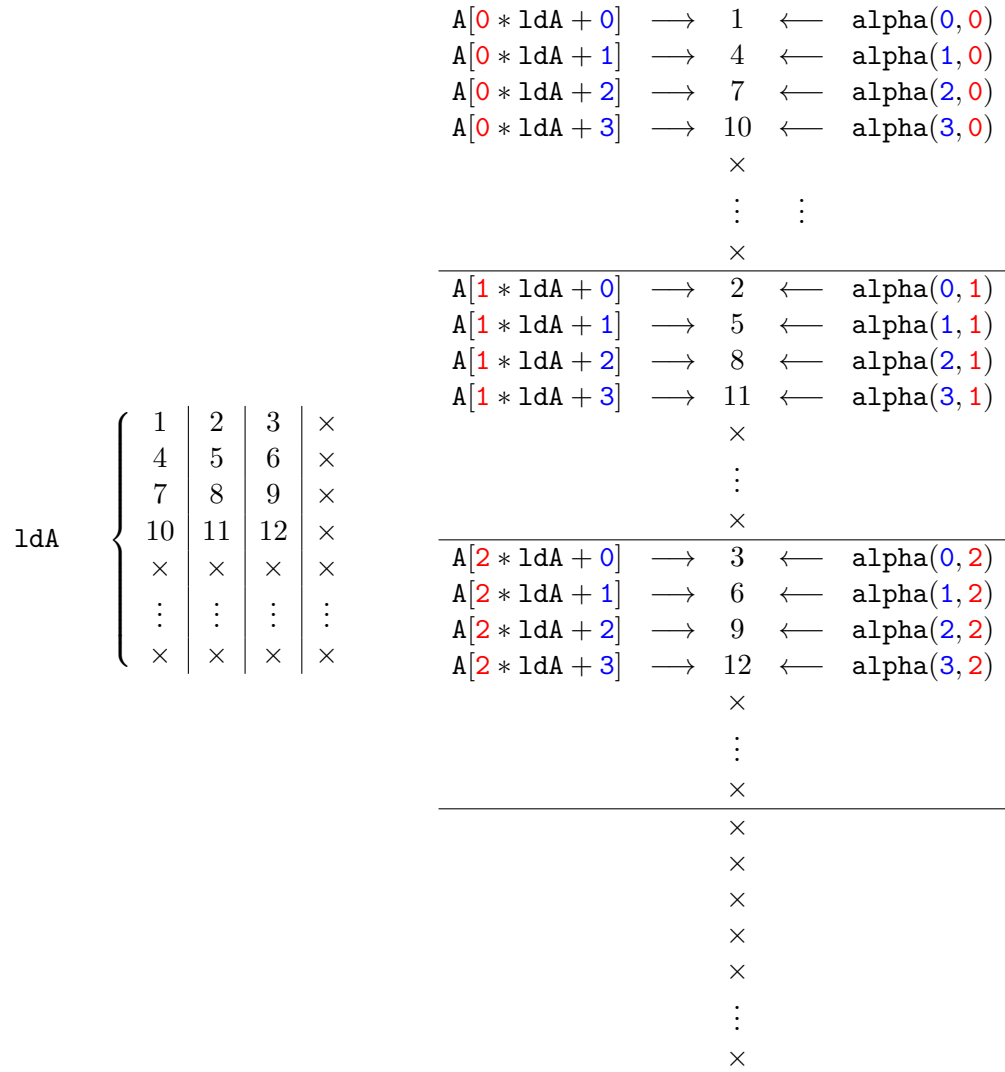 A[0 * ldA + 0] ⟶ 1 ⟵ alpha(0, 0)
A[0 * ldA + 1] ⟶ 4 ⟵ alpha(1, 0)
A[0 * ldA + 2] ⟶ 7 ⟵ alpha(2, 0)
A[0 * ldA + 3] ⟶ 10 ⟵ alpha(3, 0)
×
⋮ ⋮
×
A[1 * ldA + 0] ⟶ 2 ⟵ alpha(0, 1)
A[1 * ldA + 1] ⟶ 5 ⟵ alpha(1, 1)
A[1 * ldA + 2] ⟶ 8 ⟵ alpha(2, 1)
A[1 * ldA + 3] ⟶ 11 ⟵ alpha(3, 1)
×
⋮
×
A[2 * ldA + 0] ⟶ 3 ⟵ alpha(0, 2)
A[2 * ldA + 1] ⟶ 6 ⟵ alpha(1, 2)
A[2 * ldA + 2] ⟶ 9 ⟵ alpha(2, 2)
A[2 * ldA + 3] ⟶ 12 ⟵ alpha(3, 2)
×
⋮
×
×
×
×
×
×
⋮
×
ldA
1 2 3 ×
4 5 6 ×
7 8 9 ×
10 11 12 ×
× × × ×
⋮ ⋮ ⋮ ⋮
× × × ×